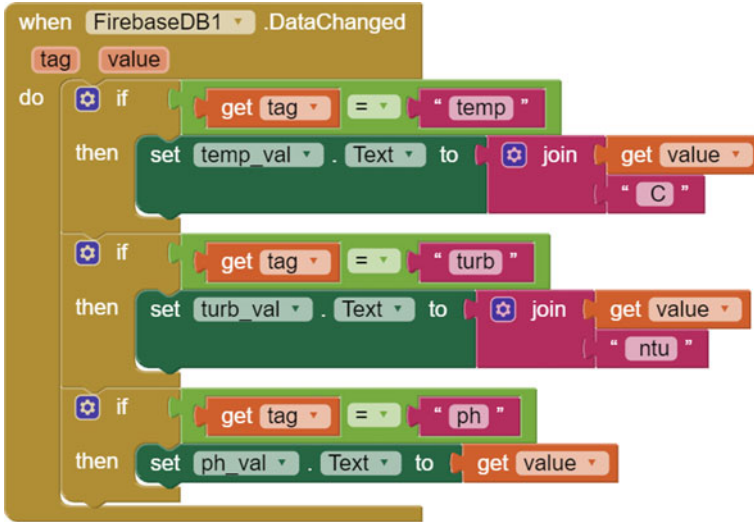 when FirebaseDB1 .DataChanged
tag value
do if get tag = " temp "
then set temp_val . Text to join get value
" C "
if get tag = " turb "
then set turb_val . Text to join get value
" ntu "
if get tag = " ph "
then set ph_val . Text to get value